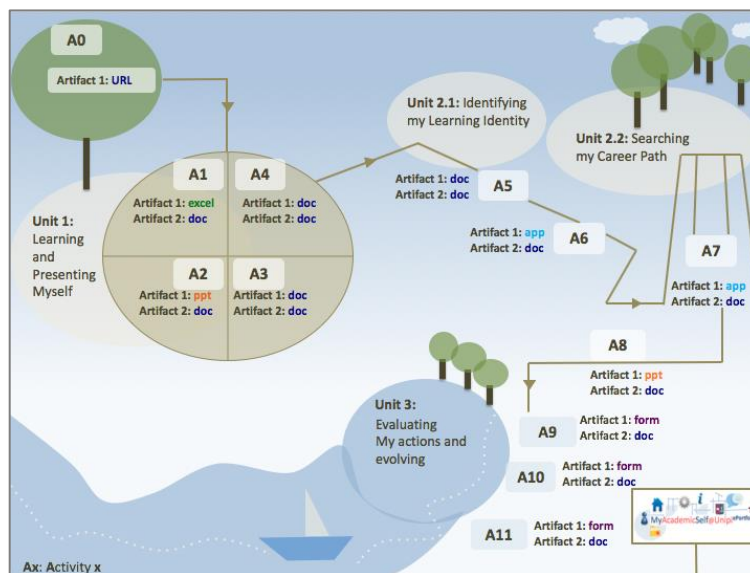 A0
Artifact 1: URL
Unit 1:
Learning
and
Presenting
Myself
A1
Artifact 1: excel
Artifact 2: doc
A4
Artifact 1: doc
Artifact 2: doc
A2
Artifact 1: ppt
Artifact 2: doc
A3
Artifact 1: doc
Artifact 2: doc
Unit 2.1: Identifying
my Learning Identity
Artifact 1: doc
Artifact 2: doc
A5
Artifact 1: app
Artifact 2: doc
A6
Unit 2.2: Searching
my Career Path
A7
Artifact 1: app
Artifact 2: doc
A8
Artifact 1: ppt
Artifact 2: doc
Unit 3:
Evaluating
My actions and
evolving
A9
Artifact 1: form
Artifact 2: doc
A10
Artifact 1: form
Artifact 2: doc
A11
Artifact 1: form
Artifact 2: doc
MyAcademicSelf@Unipi
Ax: Activity x